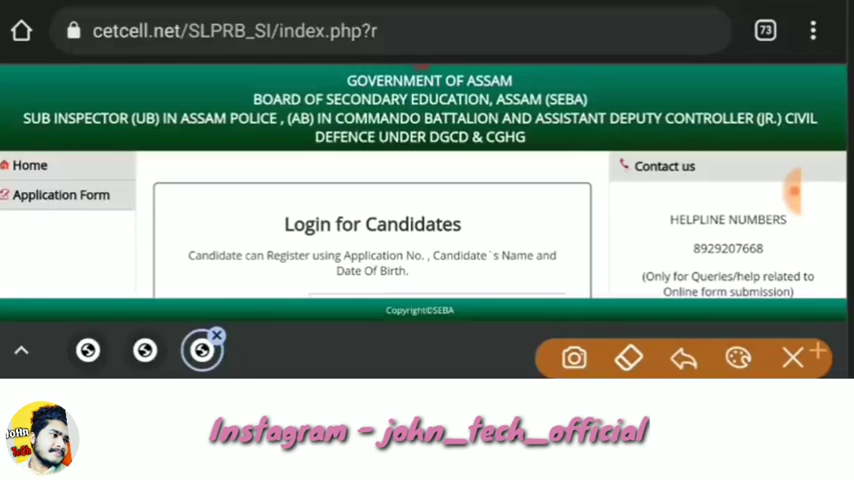 cetcell.net/SLPRB_SI/index.php?r
73
GOVERNMENT OF ASSAM
BOARD OF SECONDARY EDUCATION, ASSAM (SEBA)
SUB INSPECTOR (UB) IN ASSAM POLICE , (AB) IN COMMANDO BATTALION AND ASSISTANT DEPUTY CONTROLLER (JR.) CIVIL
DEFENCE UNDER DGCD & CGHG
Home
Application Form
Login for Candidates
Candidate can Register using Application No. , Candidate`s Name and
Date Of Birth.
Contact us
HELPLINE NUMBERS
8929207668
(Only for Queries/help related to
Online form submission)
Copyright©SEBA
JOHN
TecH
Instagram - john_tech_official